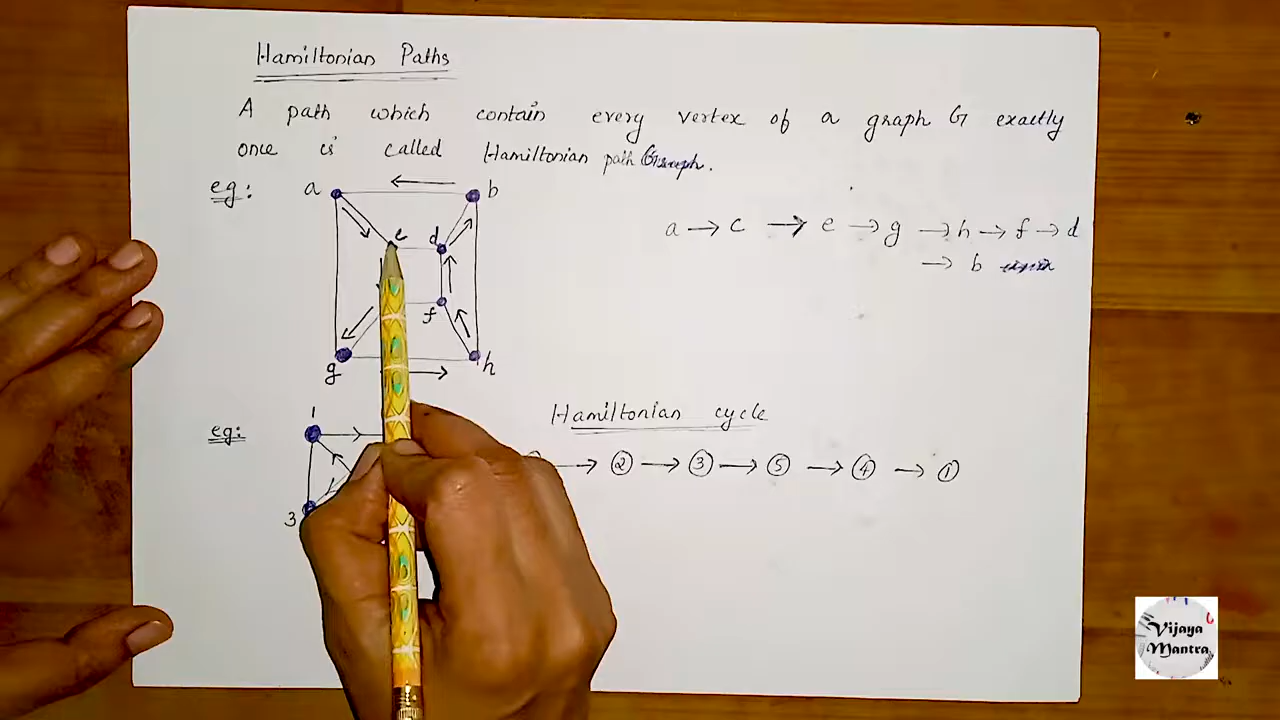 Hamiltonian Paths
A path which contain every vertex of a graph G exactly
once is called Hamiltonian path Graph.
eg:
a b
c d
f
g h
a → c → e → g → h → f → d
→ b
eg:
1
3
Hamiltonian cycle
→ ② → ③ → ⑤ → ④ → ①
Vijaya
Mantra